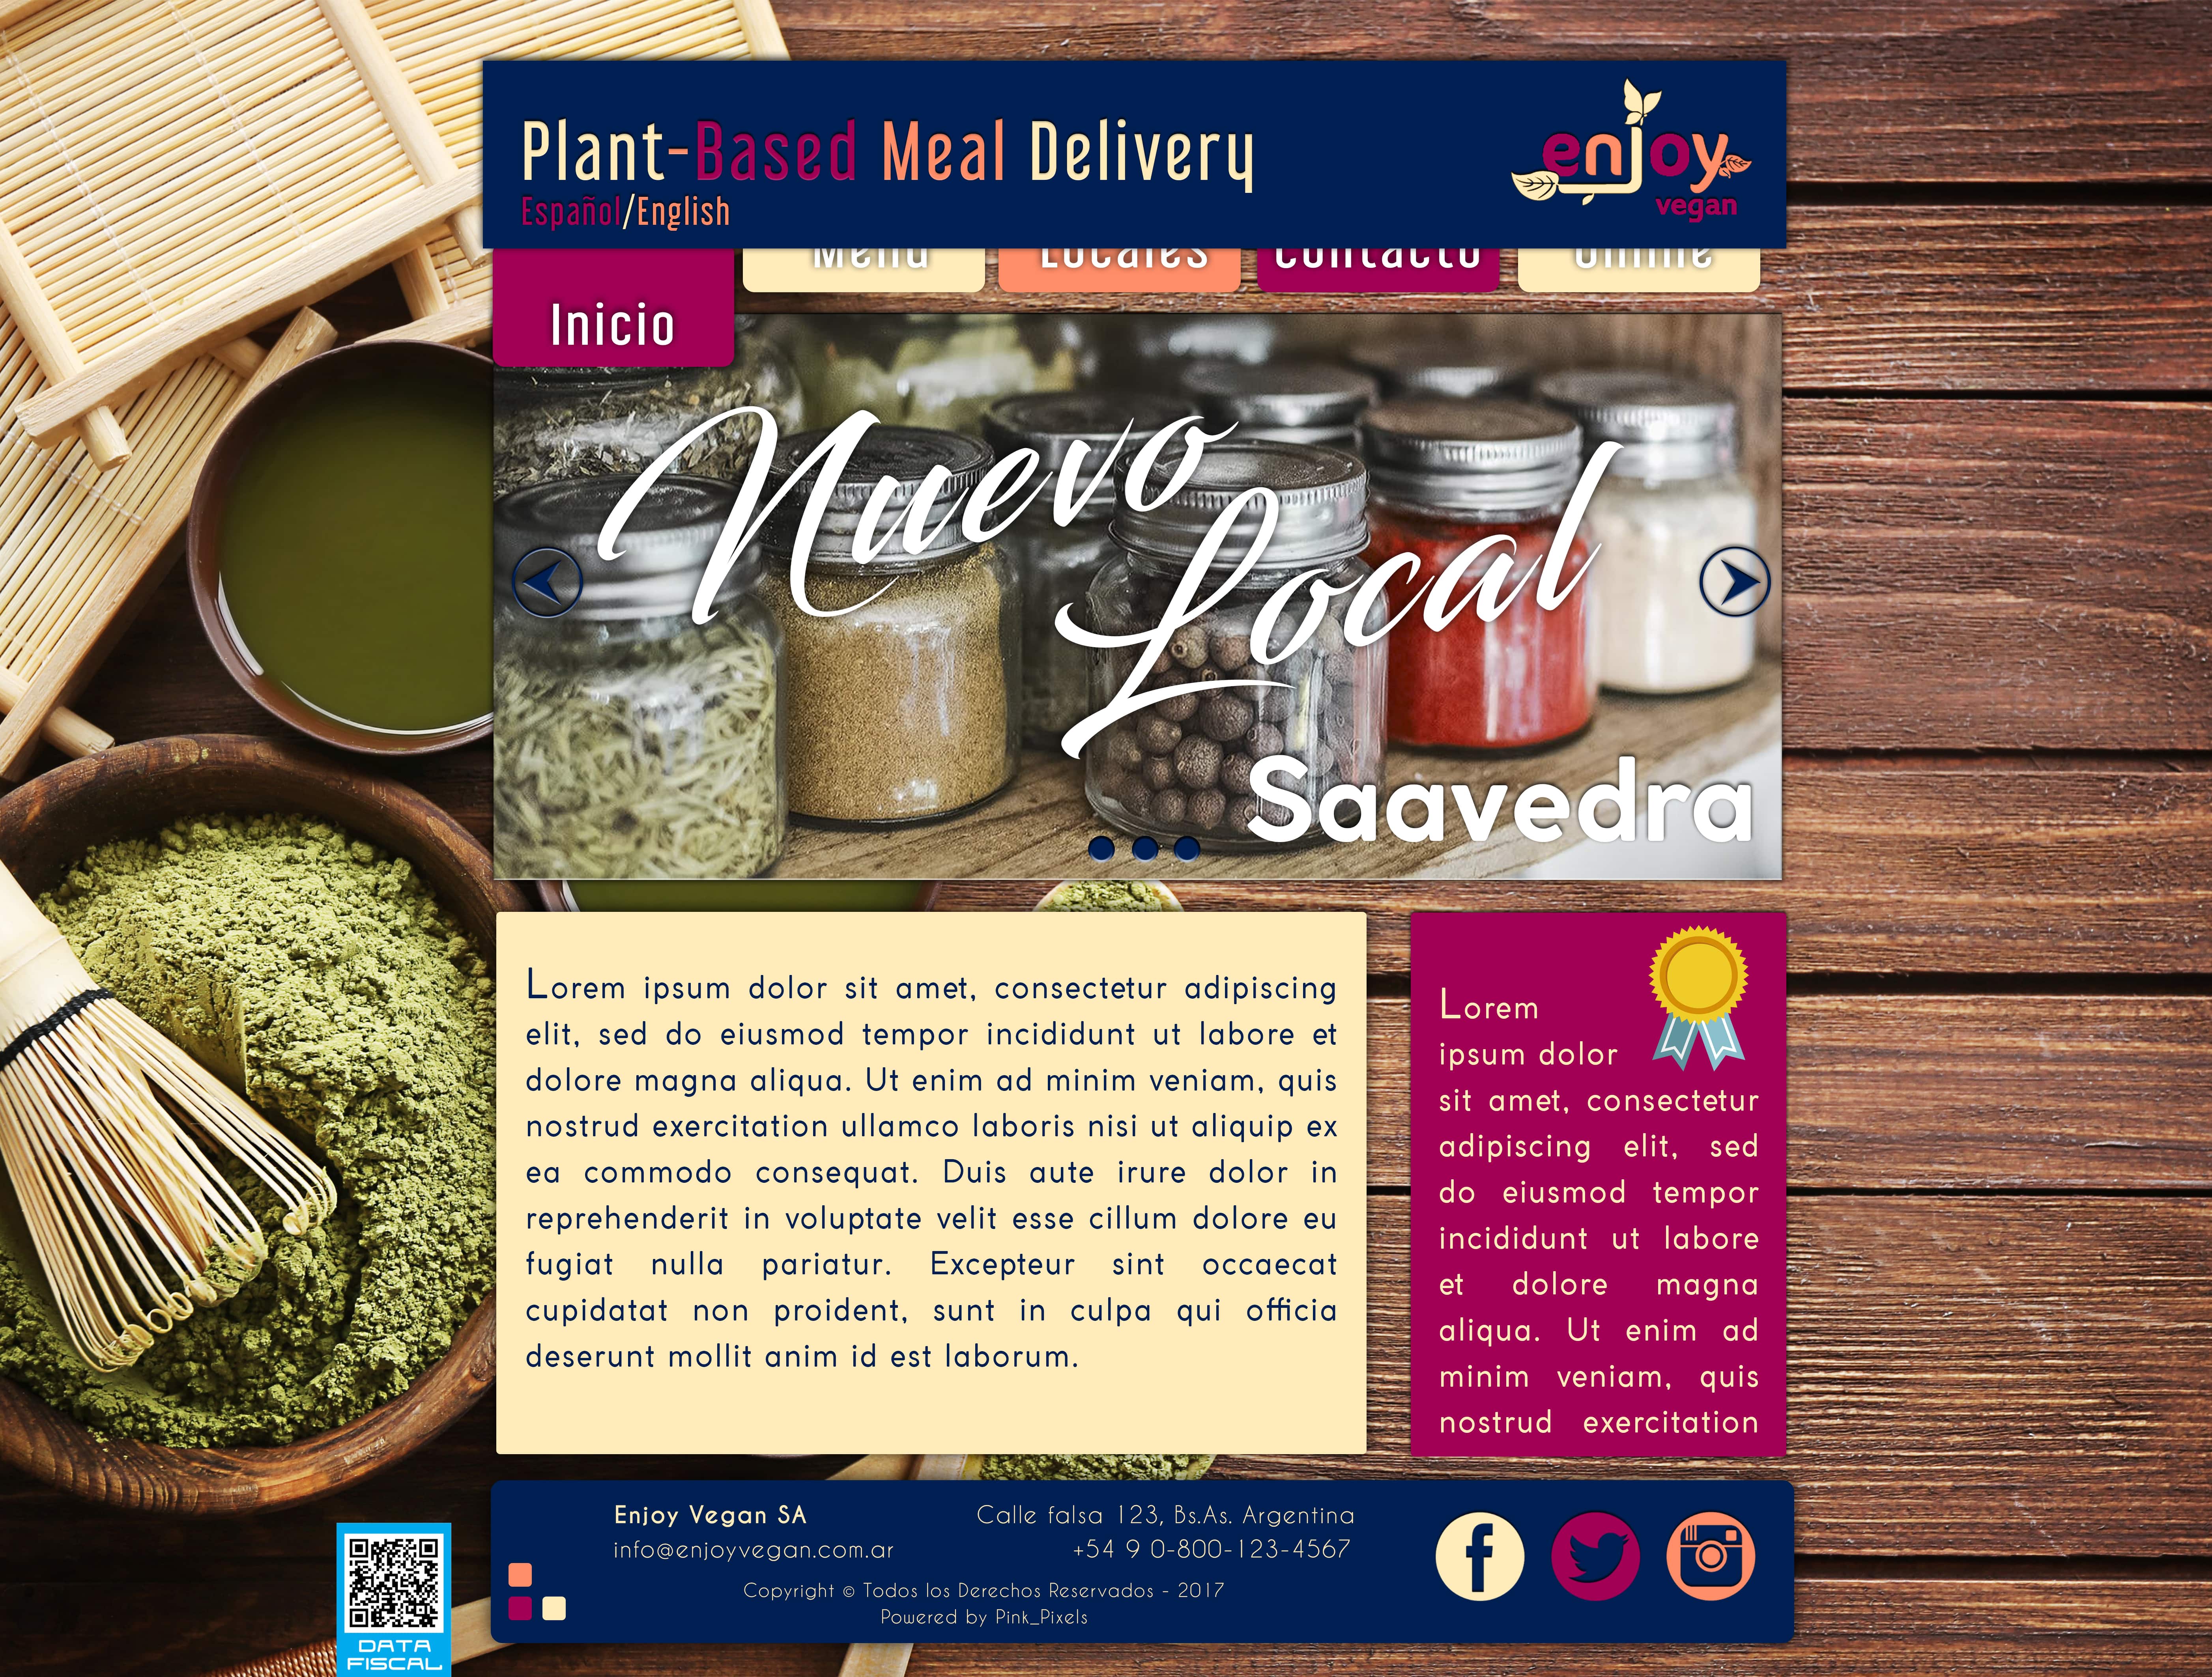 Plant-Based Meal Delivery
Español/English
enjoy
vegan
Inicio
Menú
Locales
Contacto
Online
Nuevo
Local
Saavedra
Lorem ipsum dolor sit amet, consectetur adipiscing
elit, sed do eiusmod tempor incididunt ut labore et
dolore magna aliqua. Ut enim ad minim veniam, quis
nostrud exercitation ullamco laboris nisi ut aliquip ex
ea commodo consequat. Duis aute irure dolor in
reprehenderit in voluptate velit esse cillum dolore eu
fugiat nulla pariatur. Excepteur sint occaecat
cupidatat non proident, sunt in culpa qui officia
deserunt mollit anim id est laborum.
Lorem
ipsum dolor
sit amet, consectetur
adipiscing elit, sed
do eiusmod tempor
incididunt ut labore
et dolore magna
aliqua. Ut enim ad
minim veniam, quis
nostrud exercitation
Enjoy Vegan SA
info@enjoyvegan.com.ar
Calle falsa 123, Bs.As. Argentina
+54 9 0-800-123-4567
Copyright © Todos los Derechos Reservados - 2017
Powered by Pink_Pixels
DATA
FISCAL